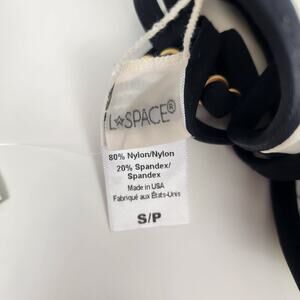 L*SPACE®
80% Nylon/Nylon
20% Spandex/
Spandex
Made in USA
Fabriqué aux États-Unis
S/P